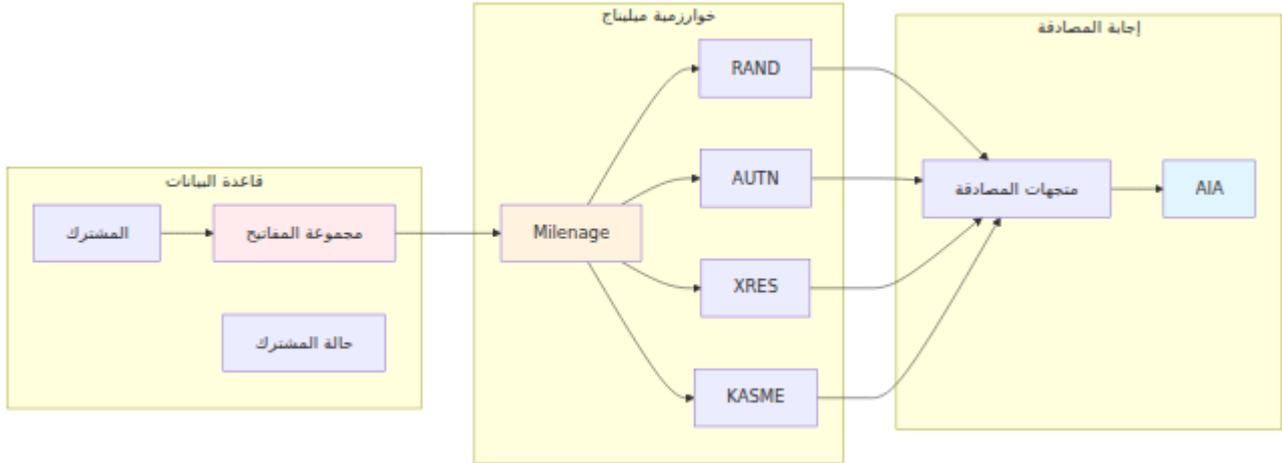 قاعدة البيانات
المشترك
مجموعة المفاتيح
حالة المشترك
خوارزمية ميليناج
Milenage
RAND
AUTN
XRES
KASME
إجابة المصادقة
متجهات المصادقة
AIA